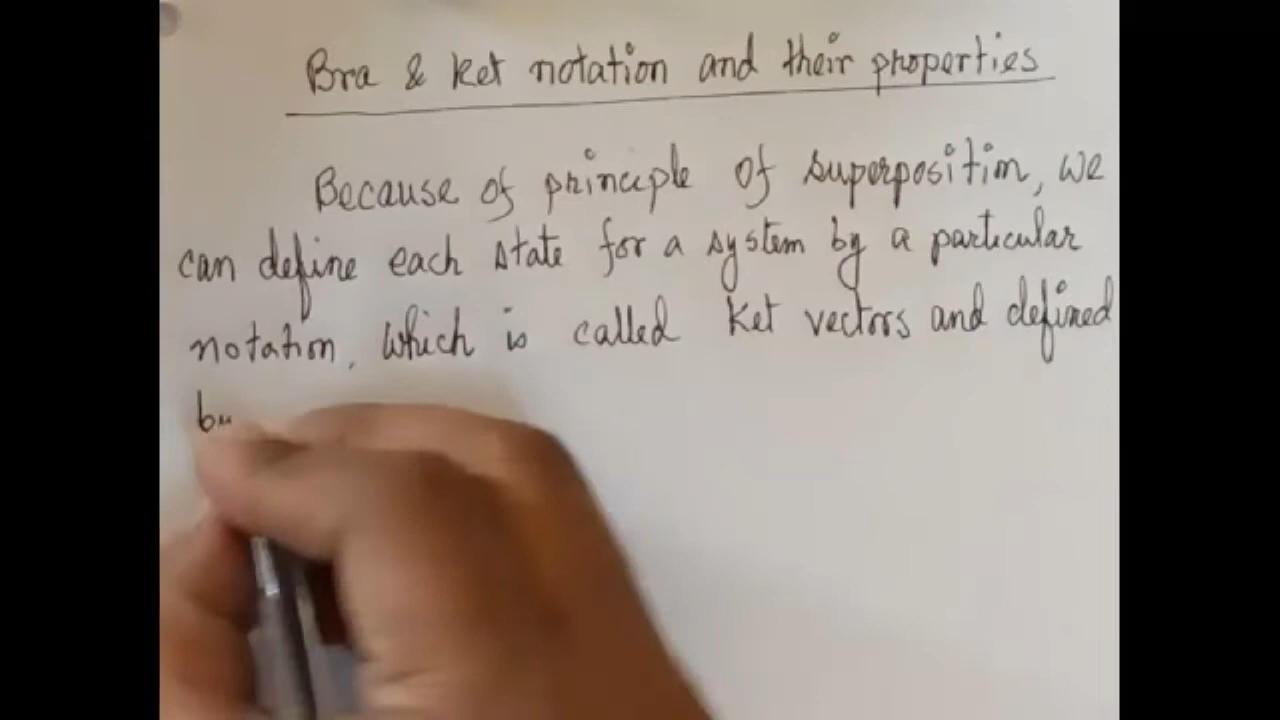 Bra & Ket notation and their properties
Because of principle of superposition, we
can define each state for a system by a particular
notation, which is called Ket vectors and defined